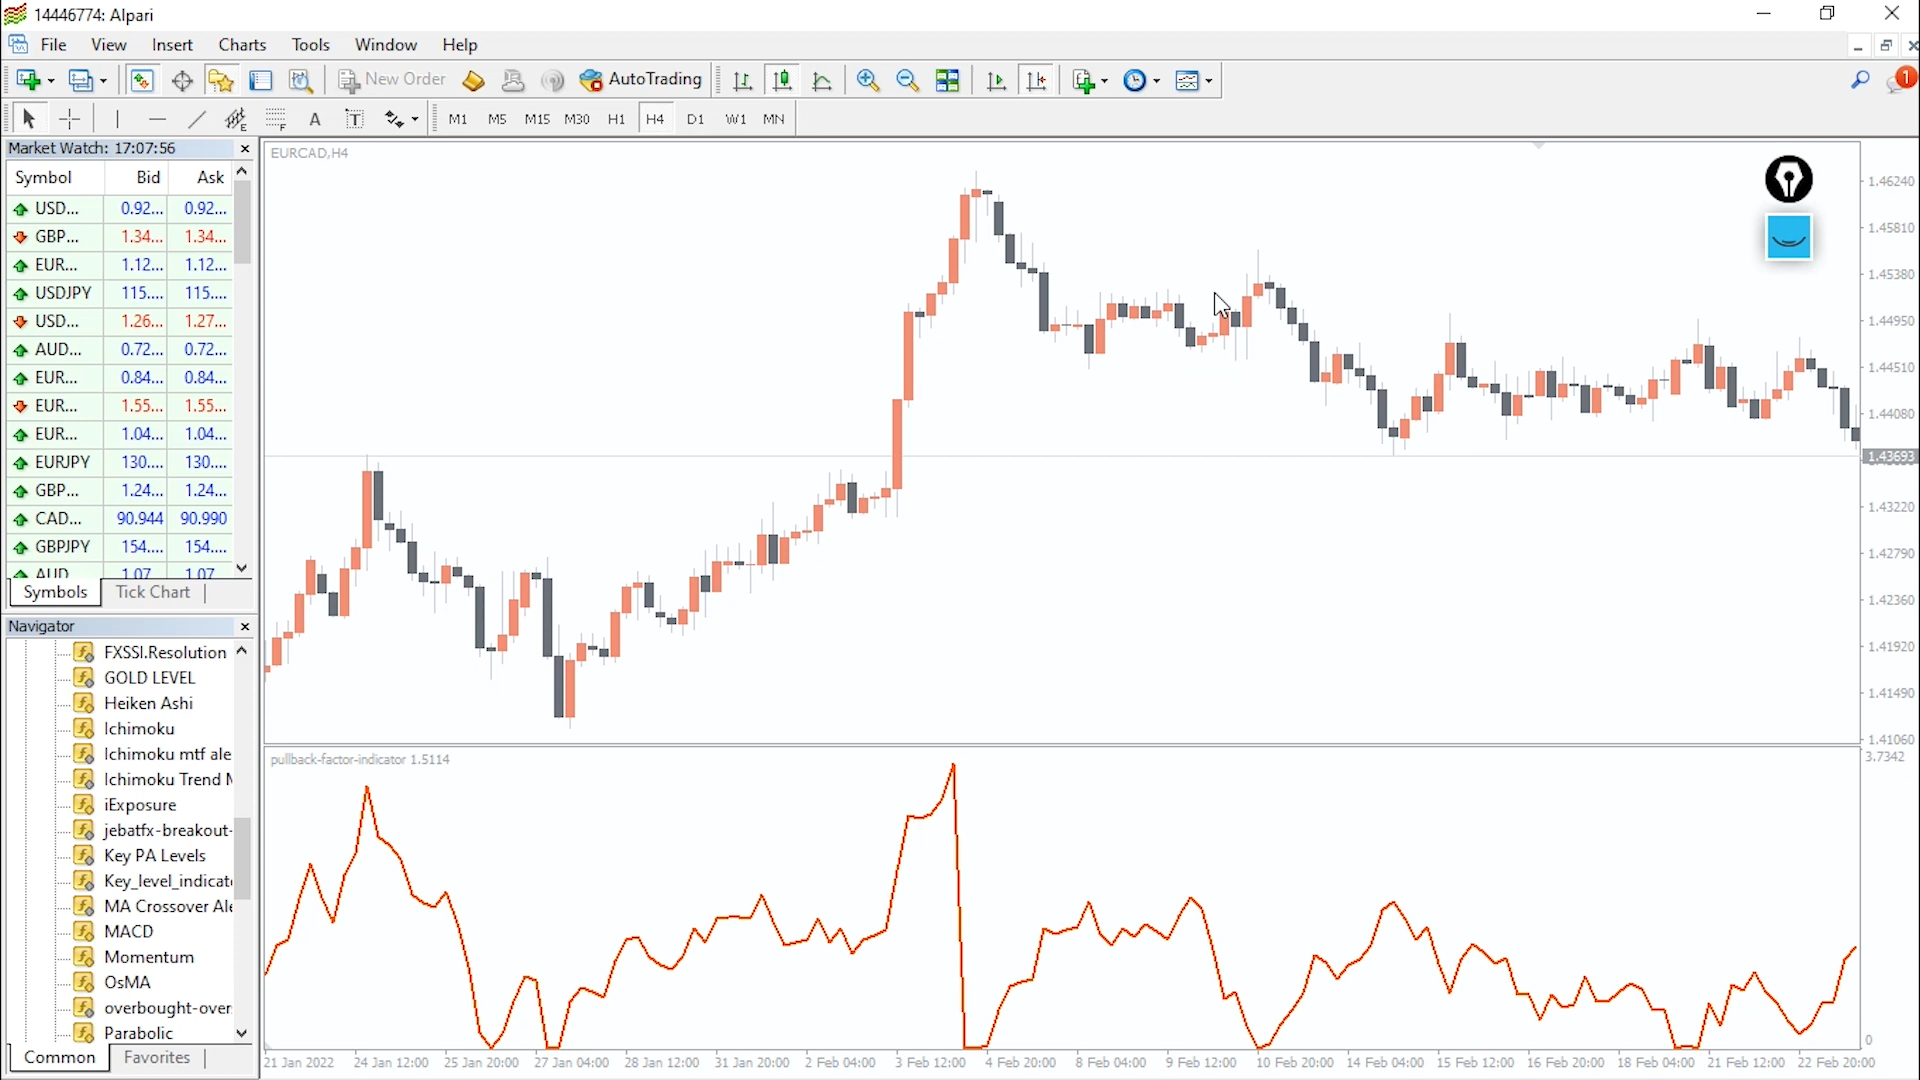 14446774: Alpari
File View Insert Charts Tools Window Help
New Order AutoTrading
A T M1 M5 M15 M30 H1 H4 D1 W1 MN
1
Market Watch: 17:07:56
Symbol Bid Ask
USD... 0.92... 0.92...
GBP... 1.34... 1.34...
EUR... 1.12... 1.12...
USDJPY 115.... 115....
USD... 1.26... 1.27...
AUD... 0.72... 0.72...
EUR... 0.84... 0.84...
EUR... 1.55... 1.55...
EUR... 1.04... 1.04...
EURJPY 130.... 130....
GBP... 1.24... 1.24...
CAD... 90.944 90.990
GBPJPY 154.... 154....
AUD 1.07 1.07
Symbols Tick Chart
Navigator
FXSSI.Resolution
GOLD LEVEL
Heiken Ashi
Ichimoku
Ichimoku mtf ale
Ichimoku Trend M
iExposure
jebatfx-breakout-
Key PA Levels
Key_level_indicat
MA Crossover Ale
MACD
Momentum
OsMA
overbought-over
Parabolic
Common Favorites
EURCAD,H4
1.46240
1.45810
1.45380
1.44950
1.44510
1.44080
1.43693
1.43220
1.42790
1.42360
1.41920
1.41490
1.41060
pullback-factor-indicator 1.5114
3.7342
0
21 Jan 2022 24 Jan 12:00 25 Jan 20:00 27 Jan 04:00 28 Jan 12:00 31 Jan 20:00 2 Feb 04:00 3 Feb 12:00 4 Feb 20:00 8 Feb 04:00 9 Feb 12:00 10 Feb 20:00 14 Feb 04:00 15 Feb 12:00 16 Feb 20:00 18 Feb 04:00 21 Feb 12:00 22 Feb 20:00